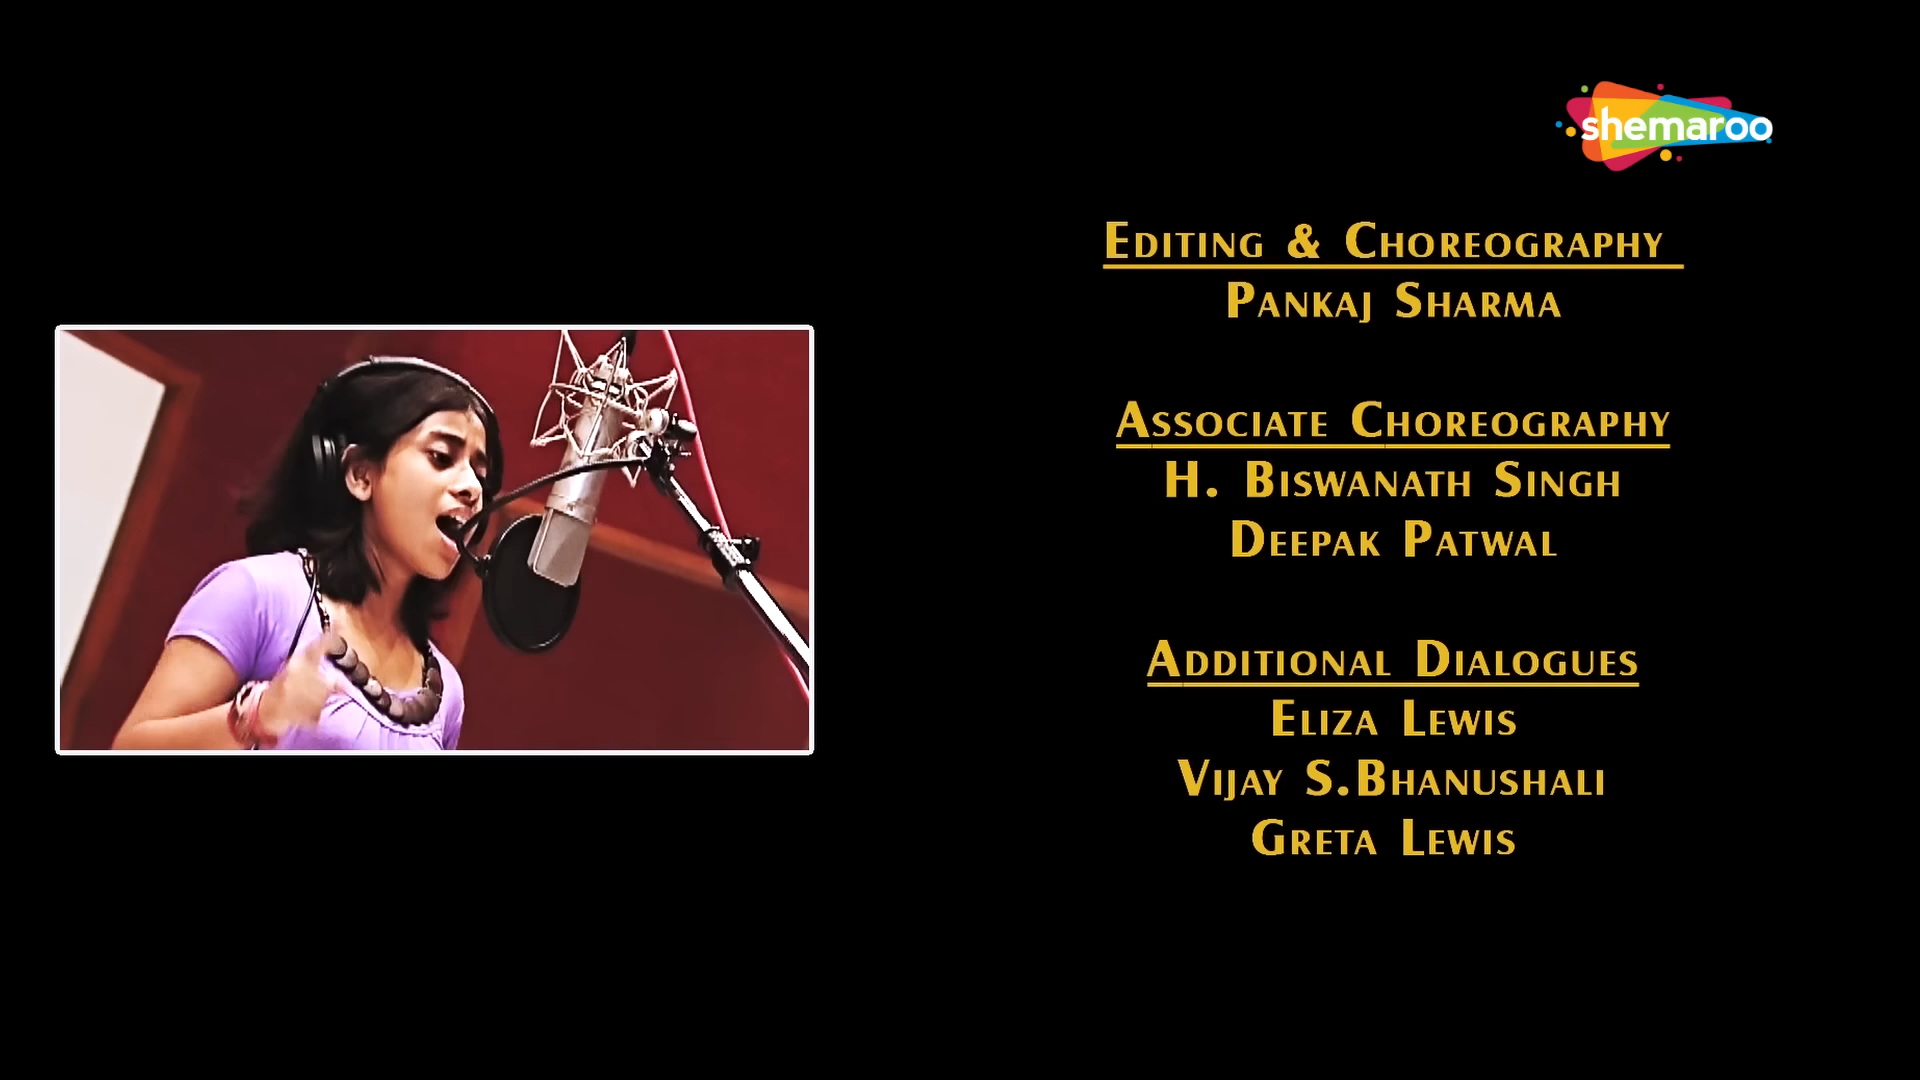 shemaroo
Editing & Choreography
Pankaj Sharma
Associate Choreography
H. Biswanath Singh
Deepak Patwal
Additional Dialogues
Eliza Lewis
Vijay S.Bhanushali
Greta Lewis